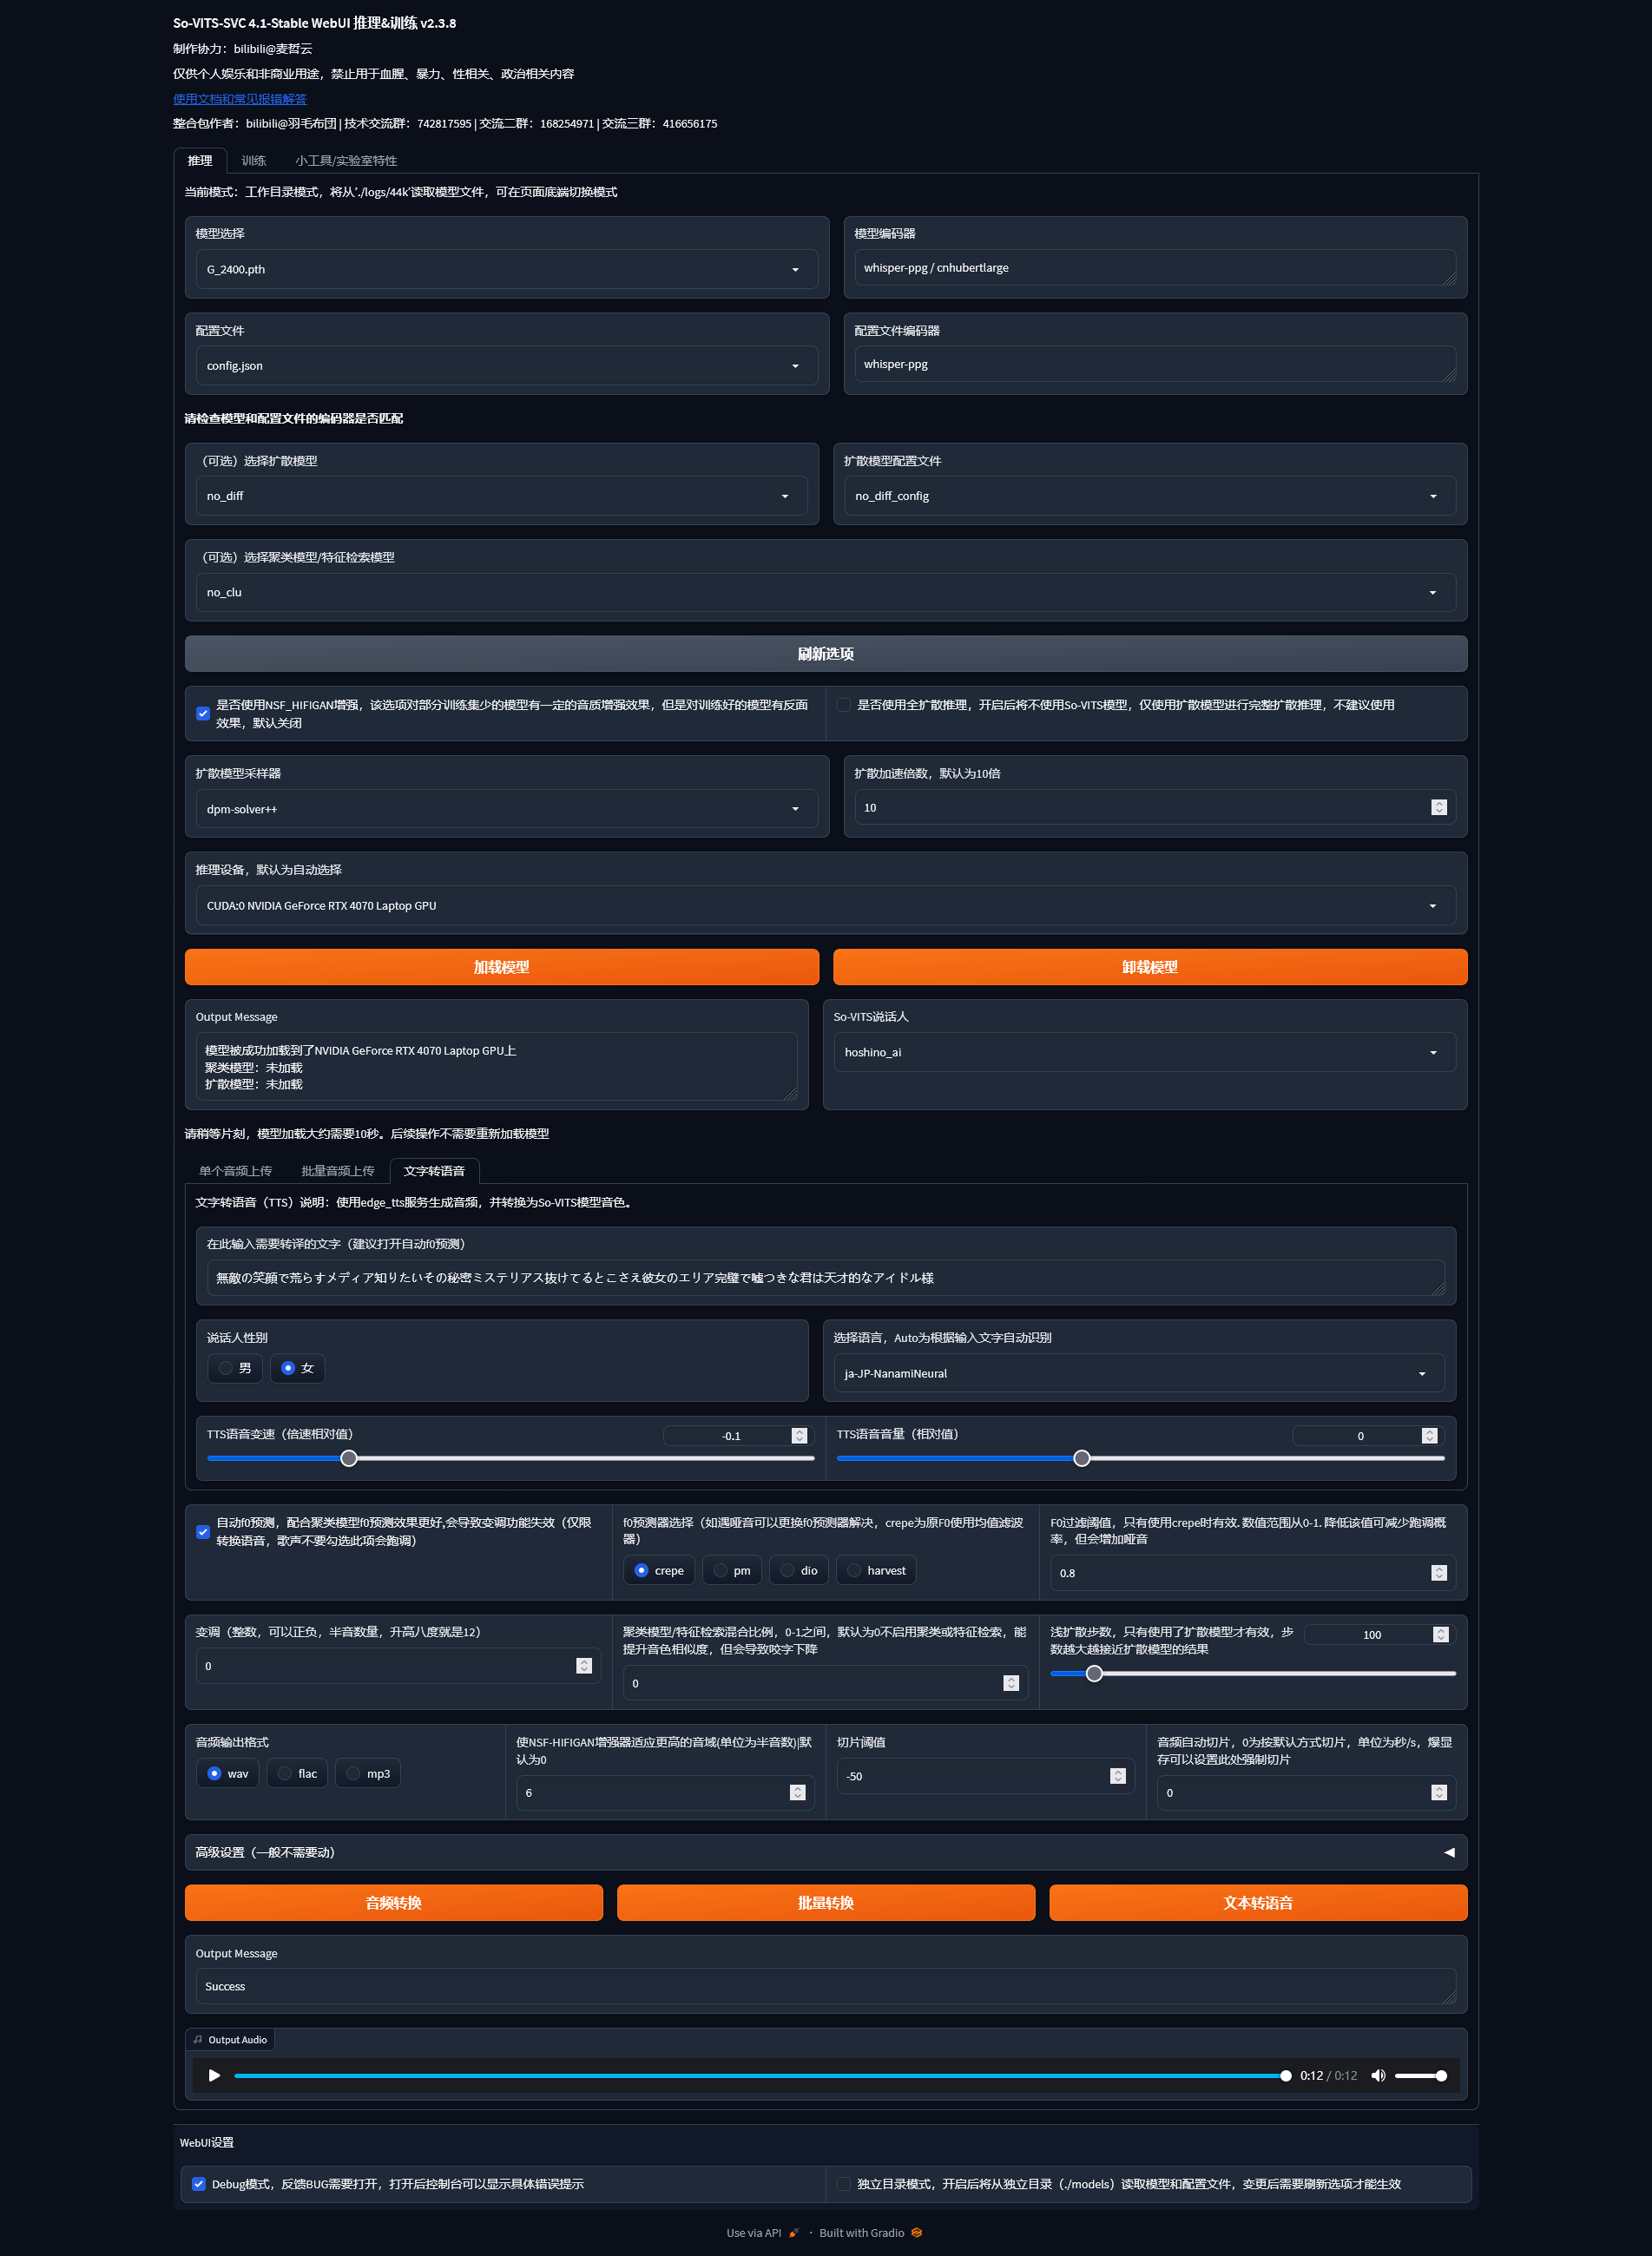 So-VITS-SVC 4.1-Stable WebUI 推理&训练 v2.3.8
制作协力：bilibili@麦哲云
仅供个人娱乐和非商业用途，禁止用于血腥、暴力、性相关、政治相关内容
使用文档和常见报错解答
整合包作者：bilibili@羽毛布団 | 技术交流群：742817595 | 交流二群：168254971 | 交流三群：416656175
推理 训练 小工具/实验室特性
当前模式：工作目录模式，将从'./logs/44k'读取模型文件，可在页面底端切换模式
模型选择
G_2400.pth
模型编码器
whisper-ppg / cnhubertlarge
配置文件
config.json
配置文件编码器
whisper-ppg
请检查模型和配置文件的编码器是否匹配
（可选）选择扩散模型
no_diff
扩散模型配置文件
no_diff_config
（可选）选择聚类模型/特征检索模型
no_clu
刷新选项
是否使用NSF_HIFIGAN增强，该选项对部分训练集少的模型有一定的音质增强效果，但是对训练好的模型有反面
效果，默认关闭
是否使用全扩散推理，开启后将不使用So-VITS模型，仅使用扩散模型进行完整扩散推理，不建议使用
扩散模型采样器
dpm-solver++
扩散加速倍数，默认为10倍
10
推理设备，默认为自动选择
CUDA:0 NVIDIA GeForce RTX 4070 Laptop GPU
加载模型
卸载模型
Output Message
模型被成功加载到了NVIDIA GeForce RTX 4070 Laptop GPU上
聚类模型：未加载
扩散模型：未加载
So-VITS说话人
hoshino_ai
请稍等片刻，模型加载大约需要10秒。后续操作不需要重新加载模型
单个音频上传 批量音频上传 文字转语音
文字转语音（TTS）说明：使用edge_tts服务生成音频，并转换为So-VITS模型音色。
在此输入需要转译的文字（建议打开自动f0预测）
無敵の笑顔で荒らすメディア知りたいその秘密ミステリアス抜けてるとこさえ彼女のエリア完璧で嘘つきな君は天才的なアイドル様
说话人性别
男 女
选择语言，Auto为根据输入文字自动识别
ja-JP-NanamiNeural
TTS语音变速（倍速相对值）
-0.1
TTS语音音量（相对值）
0
自动f0预测，配合聚类模型f0预测效果更好,会导致变调功能失效（仅限
转换语音，歌声不要勾选此项会跑调）
f0预测器选择（如遇哑音可以更换f0预测器解决，crepe为原F0使用均值滤波
器）
crepe pm dio harvest
F0过滤阈值，只有使用crepe时有效. 数值范围从0-1. 降低该值可减少跑调概
率，但会增加哑音
0.8
变调（整数，可以正负，半音数量，升高八度就是12）
0
聚类模型/特征检索混合比例，0-1之间，默认为0不启用聚类或特征检索，能
提升音色相似度，但会导致咬字下降
0
浅扩散步数，只有使用了扩散模型才有效，步
数越大越接近扩散模型的结果
100
音频输出格式
wav flac mp3
使NSF-HIFIGAN增强器适应更高的音域(单位为半音数)|默
认为0
6
切片阈值
-50
音频自动切片，0为按默认方式切片，单位为秒/s，爆显
存可以设置此处强制切片
0
高级设置（一般不需要动）
音频转换
批量转换
文本转语音
Output Message
Success
Output Audio
0:12 / 0:12
WebUI设置
Debug模式，反馈BUG需要打开，打开后控制台可以显示具体错误提示
独立目录模式，开启后将从独立目录（./models）读取模型和配置文件，变更后需要刷新选项才能生效
Use via API · Built with Gradio